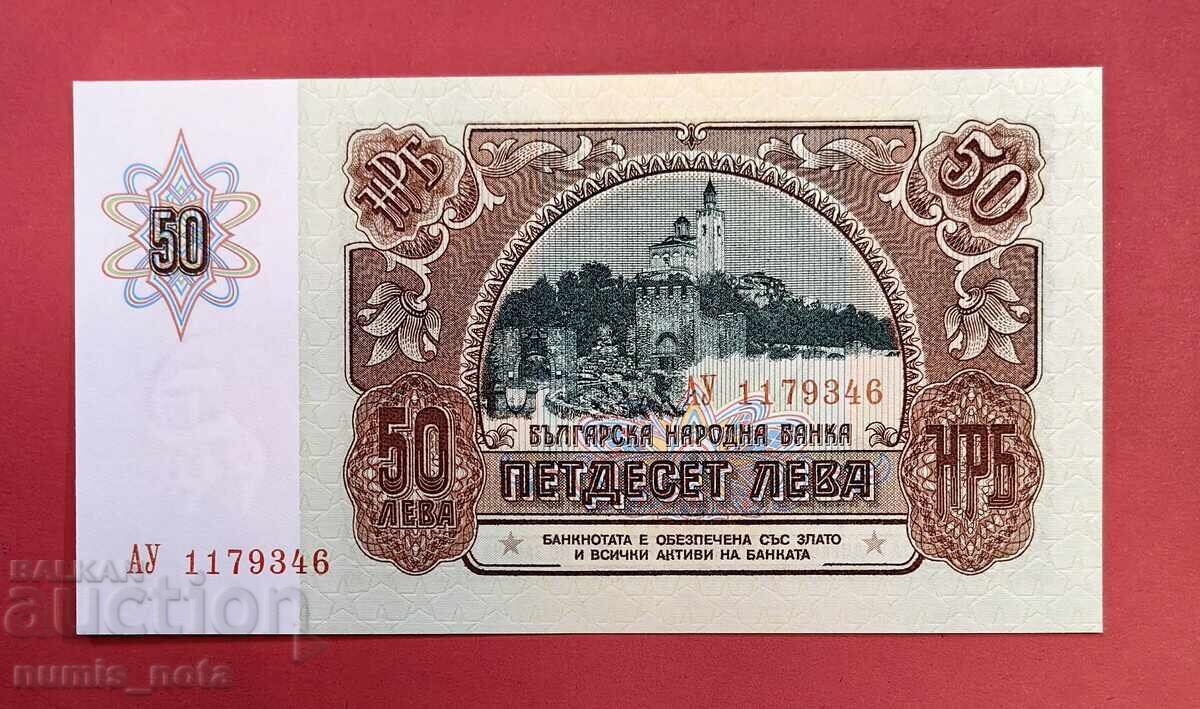 НРБ
50
50
АУ 1179346
БЪЛГАРСКА НАРОДНА БАНКА
50 ПЕТДЕСЕТ ЛЕВА НРБ
ЛЕВА
БАНКНОТАТА Е ОБЕЗПЕЧЕНА СЪС ЗЛАТО
И ВСИЧКИ АКТИВИ НА БАНКАТА
АУ 1179346
BALKAN
auction
numis_nota